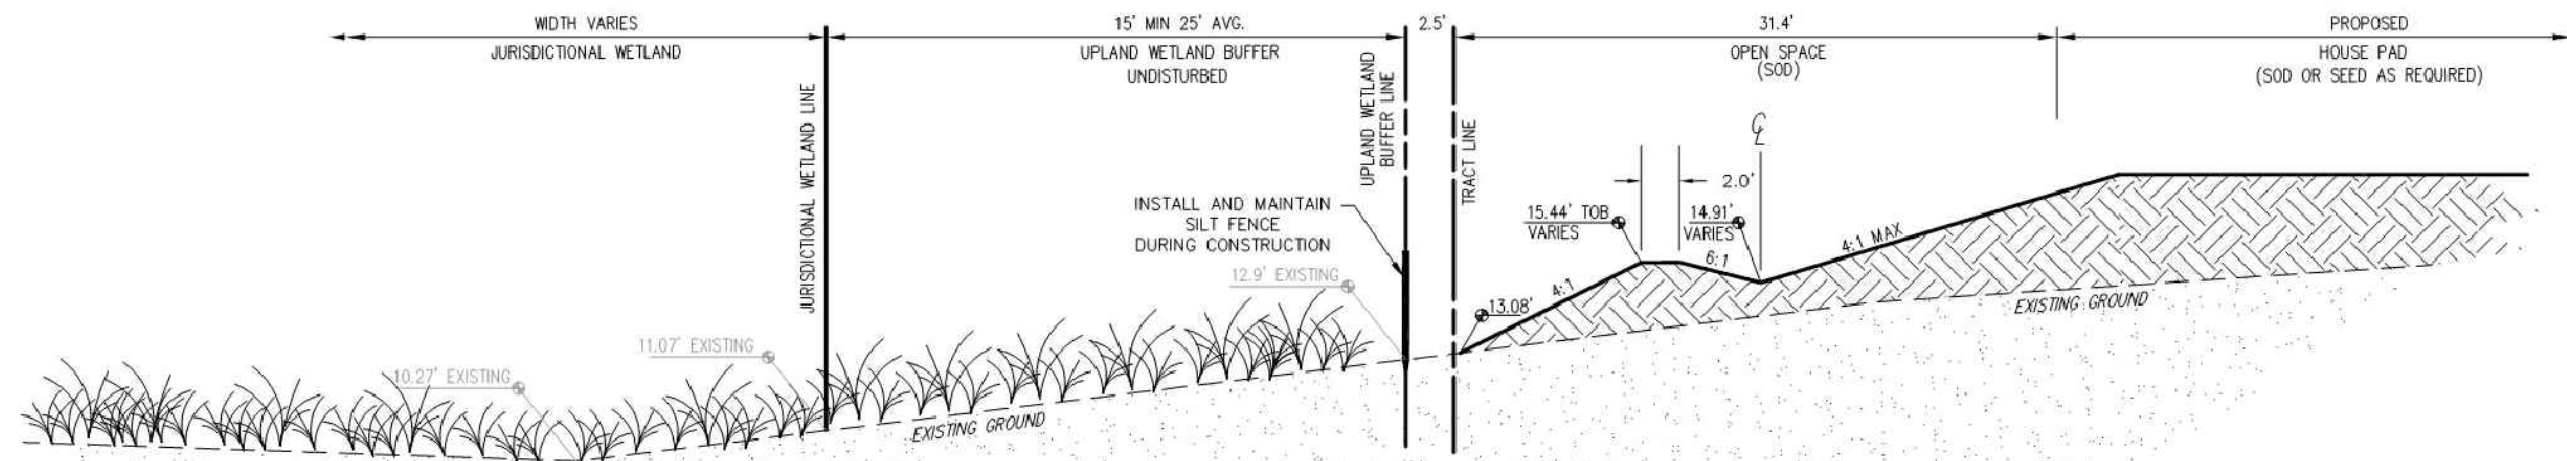 WIDTH VARIES
JURISDICTIONAL WETLAND
15' MIN 25' AVG.
UPLAND WETLAND BUFFER
UNDISTURBED
2.5'
31.4'
OPEN SPACE
(SOD)
PROPOSED
HOUSE PAD
(SOD OR SEED AS REQUIRED)
JURISDICTIONAL WETLAND LINE
UPLAND WETLAND
BUFFER LINE
TRACT LINE
℄
INSTALL AND MAINTAIN
SILT FENCE
DURING CONSTRUCTION
2.0'
15.44' TOB
VARIES
14.91'
VARIES
4:1 MAX
6:1
4:1
12.9' EXISTING
13.08'
EXISTING GROUND
11.07' EXISTING
10.27' EXISTING
EXISTING GROUND